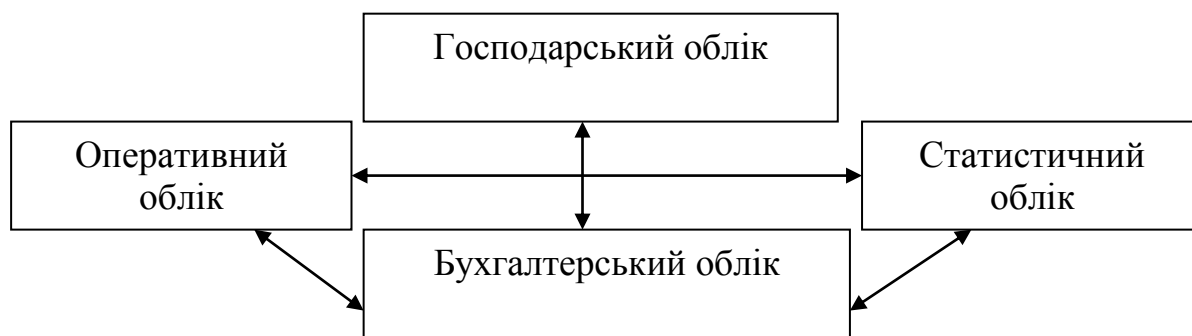 Господарський облік
Оперативний
облік
Статистичний
облік
Бухгалтерський облік